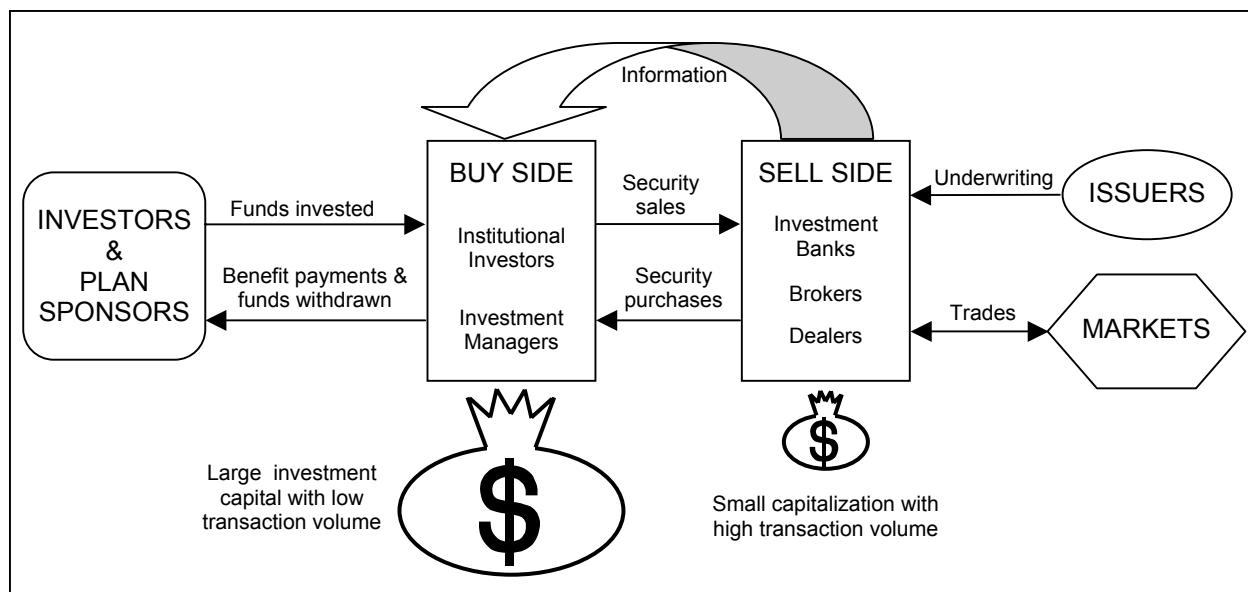 Information
INVESTORS
&
PLAN
SPONSORS
Funds invested
Benefit payments &
funds withdrawn
BUY SIDE
Institutional
Investors
Investment
Managers
Security
sales
Security
purchases
SELL SIDE
Investment
Banks
Brokers
Dealers
Underwriting
ISSUERS
Trades
MARKETS
Large investment
capital with low
transaction volume
$
$
Small capitalization with
high transaction volume